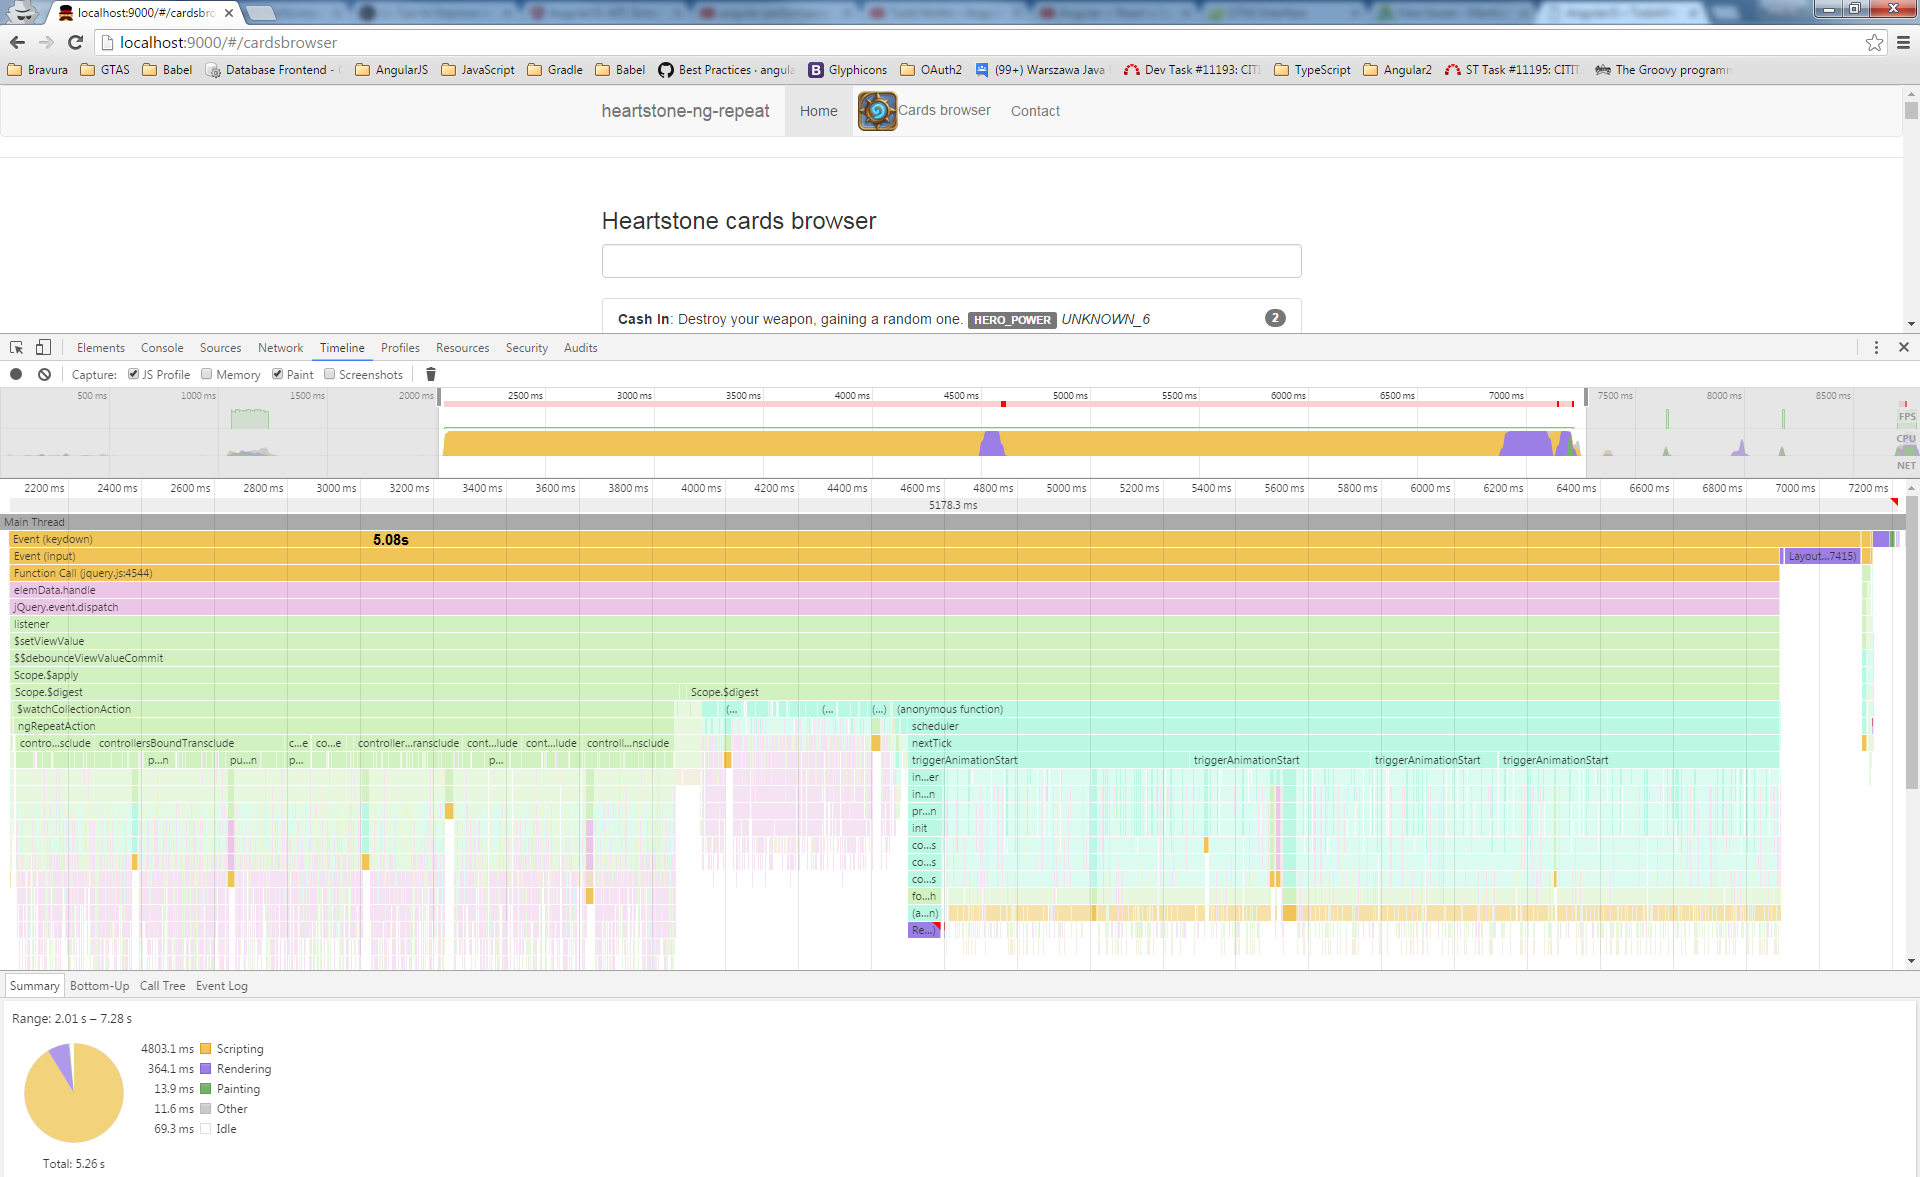 localhost:9000/#/cardsbro
localhost:9000/#/cardsbrowser
Bravura GTAS Babel Database Frontend - AngularJS JavaScript Gradle Babel Best Practices · angula Glyphicons OAuth2 (99+) Warszawa Java Dev Task #11193: CITI TypeScript Angular2 ST Task #11195: CITIT The Groovy programm
heartstone-ng-repeat Home Cards browser Contact
Heartstone cards browser
Cash In: Destroy your weapon, gaining a random one. HERO_POWER UNKNOWN_6 2
Elements Console Sources Network Timeline Profiles Resources Security Audits
Capture: JS Profile Memory Paint Screenshots
500 ms 1000 ms 1500 ms 2000 ms 2500 ms 3000 ms 3500 ms 4000 ms 4500 ms 5000 ms 5500 ms 6000 ms 6500 ms 7000 ms 7500 ms 8000 ms 8500 ms
FPS
CPU
NET
2200 ms 2400 ms 2600 ms 2800 ms 3000 ms 3200 ms 3400 ms 3600 ms 3800 ms 4000 ms 4200 ms 4400 ms 4600 ms 4800 ms 5000 ms 5200 ms 5400 ms 5600 ms 5800 ms 6000 ms 6200 ms 6400 ms 6600 ms 6800 ms 7000 ms 7200 ms
5178.3 ms
Main Thread
Event (keydown) 5.08s
Event (input) Layout...7415)
Function Call (jquery.js:4544)
elemData.handle
jQuery.event.dispatch
listener
$setViewValue
$$debounceViewValueCommit
Scope.$apply
Scope.$digest Scope.$digest
$watchCollectionAction (... (... (...) (anonymous function)
ngRepeatAction scheduler
contro...sclude controllersBoundTransclude c...e co...e controller...ransclude cont...lude cont...lude controll...nsclude nextTick
p...n pu...n p... p... triggerAnimationStart triggerAnimationStart triggerAnimationStart triggerAnimationStart
in...er
in...n
pr...n
init
co...s
co...s
co...s
fo...h
(a...n)
Re...)
Summary Bottom-Up Call Tree Event Log
Range: 2.01 s – 7.28 s
4803.1 ms Scripting
364.1 ms Rendering
13.9 ms Painting
11.6 ms Other
69.3 ms Idle
Total: 5.26 s